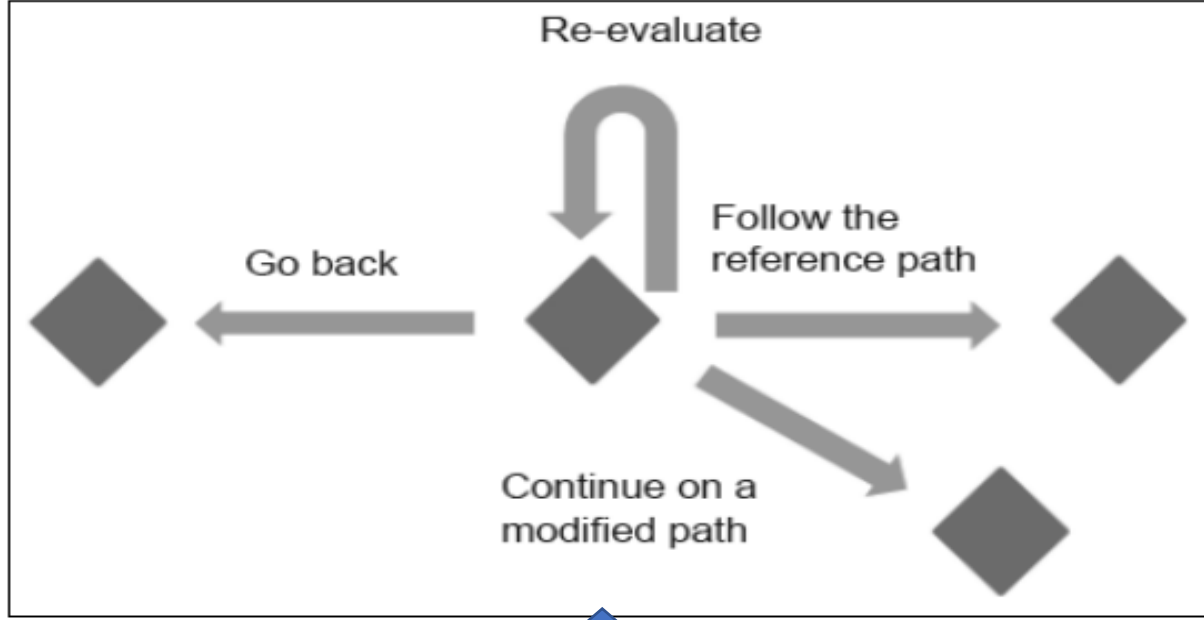 Re-evaluate
Follow the
reference path
Go back
Continue on a
modified path